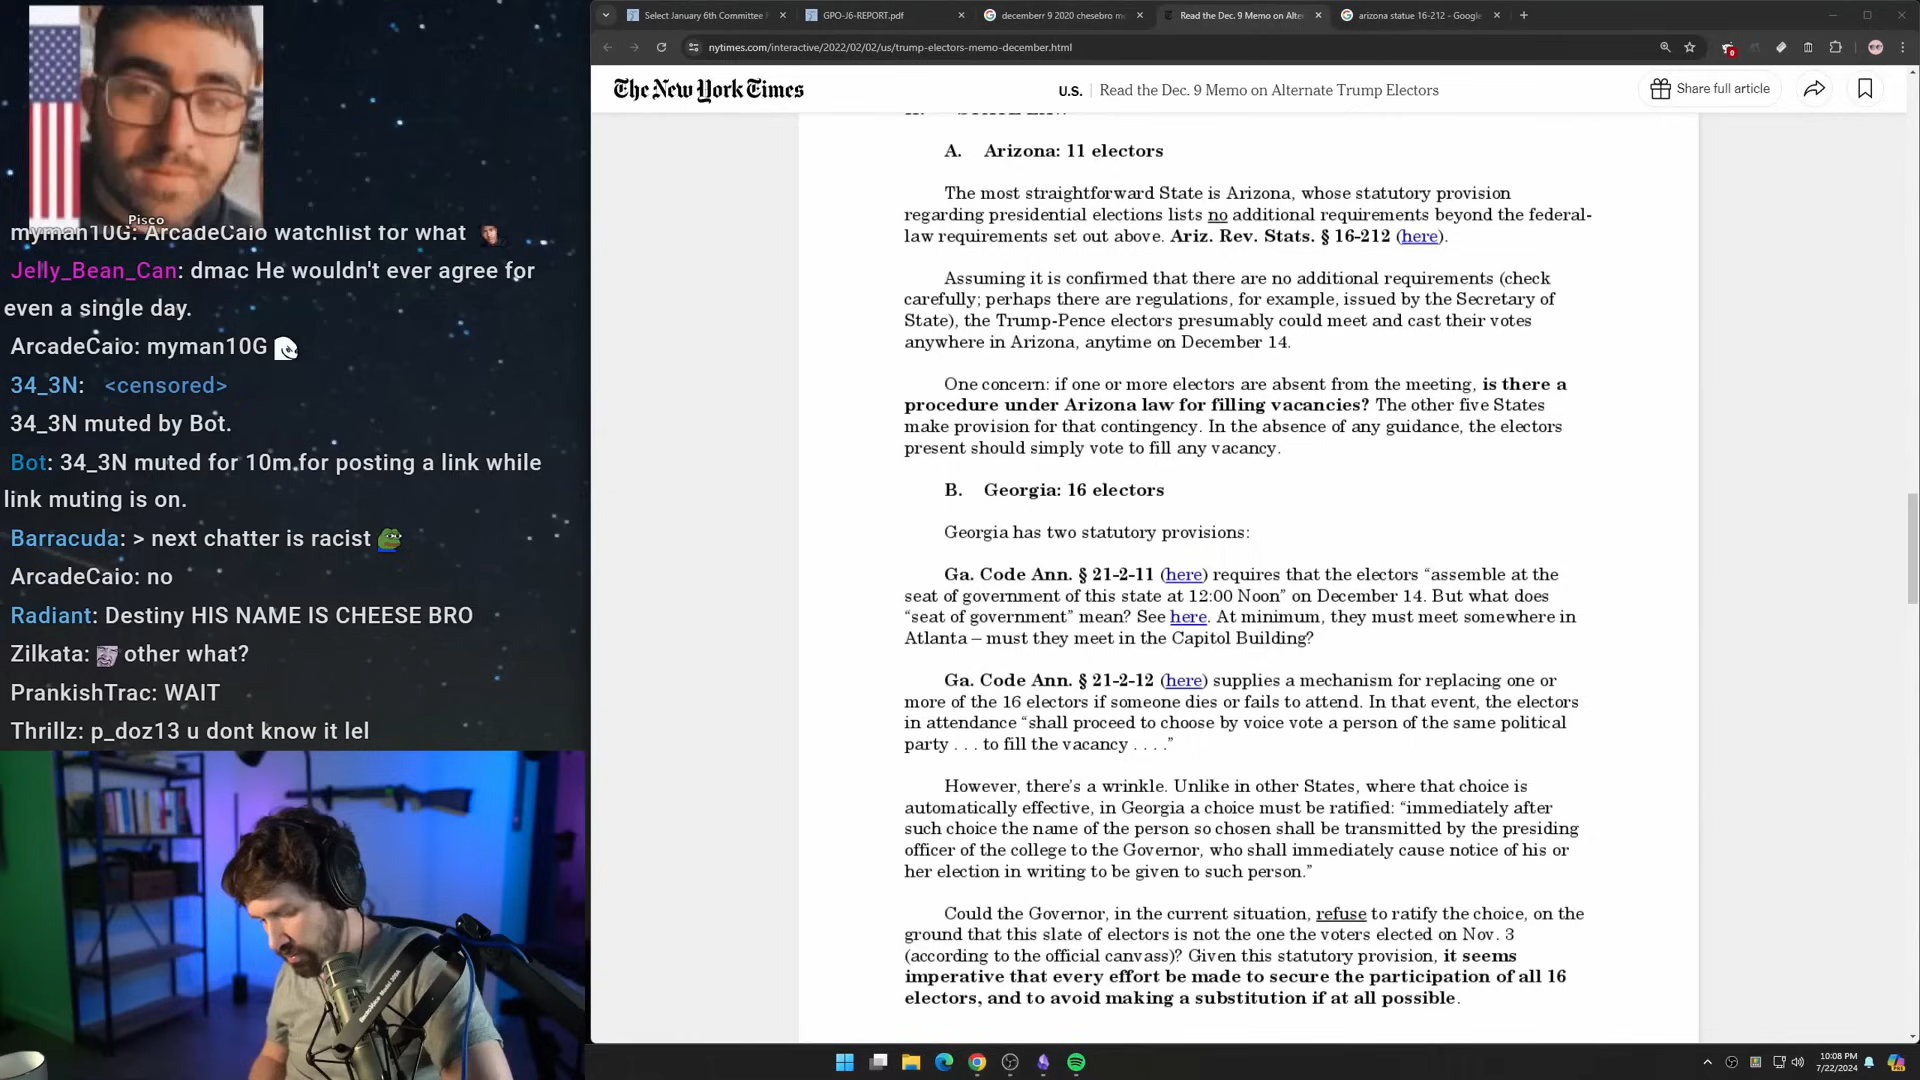 Select January 6th Committee F
GPO-J6-REPORT.pdf
decemberr 9 2020 chesebro me
Read the Dec. 9 Memo on Alter
arizona statue 16-212 - Google
nytimes.com/interactive/2022/02/02/us/trump-electors-memo-december.html
The New York Times
U.S. | Read the Dec. 9 Memo on Alternate Trump Electors
Share full article
Pisco
myman10G: ArcadeCaio watchlist for what
Jelly_Bean_Can: dmac He wouldn't ever agree for
even a single day.
ArcadeCaio: myman10G
34_3N: <censored>
34_3N muted by Bot.
Bot: 34_3N muted for 10m for posting a link while
link muting is on.
Barracuda: > next chatter is racist
ArcadeCaio: no
Radiant: Destiny HIS NAME IS CHEESE BRO
Zilkata: other what?
PrankishTrac: WAIT
Thrillz: p_doz13 u dont know it lel
A. Arizona: 11 electors
The most straightforward State is Arizona, whose statutory provision
regarding presidential elections lists no additional requirements beyond the federal-
law requirements set out above. Ariz. Rev. Stats. § 16-212 (here).
Assuming it is confirmed that there are no additional requirements (check
carefully; perhaps there are regulations, for example, issued by the Secretary of
State), the Trump-Pence electors presumably could meet and cast their votes
anywhere in Arizona, anytime on December 14.
One concern: if one or more electors are absent from the meeting, is there a
procedure under Arizona law for filling vacancies? The other five States
make provision for that contingency. In the absence of any guidance, the electors
present should simply vote to fill any vacancy.
B. Georgia: 16 electors
Georgia has two statutory provisions:
Ga. Code Ann. § 21-2-11 (here) requires that the electors “assemble at the
seat of government of this state at 12:00 Noon” on December 14. But what does
“seat of government” mean? See here. At minimum, they must meet somewhere in
Atlanta – must they meet in the Capitol Building?
Ga. Code Ann. § 21-2-12 (here) supplies a mechanism for replacing one or
more of the 16 electors if someone dies or fails to attend. In that event, the electors
in attendance “shall proceed to choose by voice vote a person of the same political
party . . . to fill the vacancy . . . .”
However, there’s a wrinkle. Unlike in other States, where that choice is
automatically effective, in Georgia a choice must be ratified: “immediately after
such choice the name of the person so chosen shall be transmitted by the presiding
officer of the college to the Governor, who shall immediately cause notice of his or
her election in writing to be given to such person.”
Could the Governor, in the current situation, refuse to ratify the choice, on the
ground that this slate of electors is not the one the voters elected on Nov. 3
(according to the official canvass)? Given this statutory provision, it seems
imperative that every effort be made to secure the participation of all 16
electors, and to avoid making a substitution if at all possible.
10:08 PM
7/22/2024